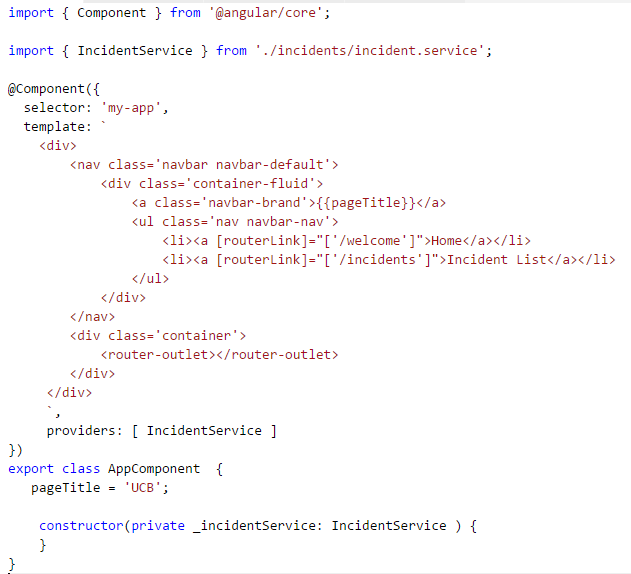 import { Component } from '@angular/core';
import { IncidentService } from './incidents/incident.service';
@Component({
selector: 'my-app',
template: `
<div>
<nav class='navbar navbar-default'>
<div class='container-fluid'>
<a class='navbar-brand'>{{pageTitle}}</a>
<ul class='nav navbar-nav'>
<li><a [routerLink]="['/welcome']">Home</a></li>
<li><a [routerLink]="['/incidents']">Incident List</a></li>
</ul>
</div>
</nav>
<div class='container'>
<router-outlet></router-outlet>
</div>
</div>
`,
providers: [ IncidentService ]
})
export class AppComponent  {
pageTitle = 'UCB';
constructor(private _incidentService: IncidentService ) {
}
}